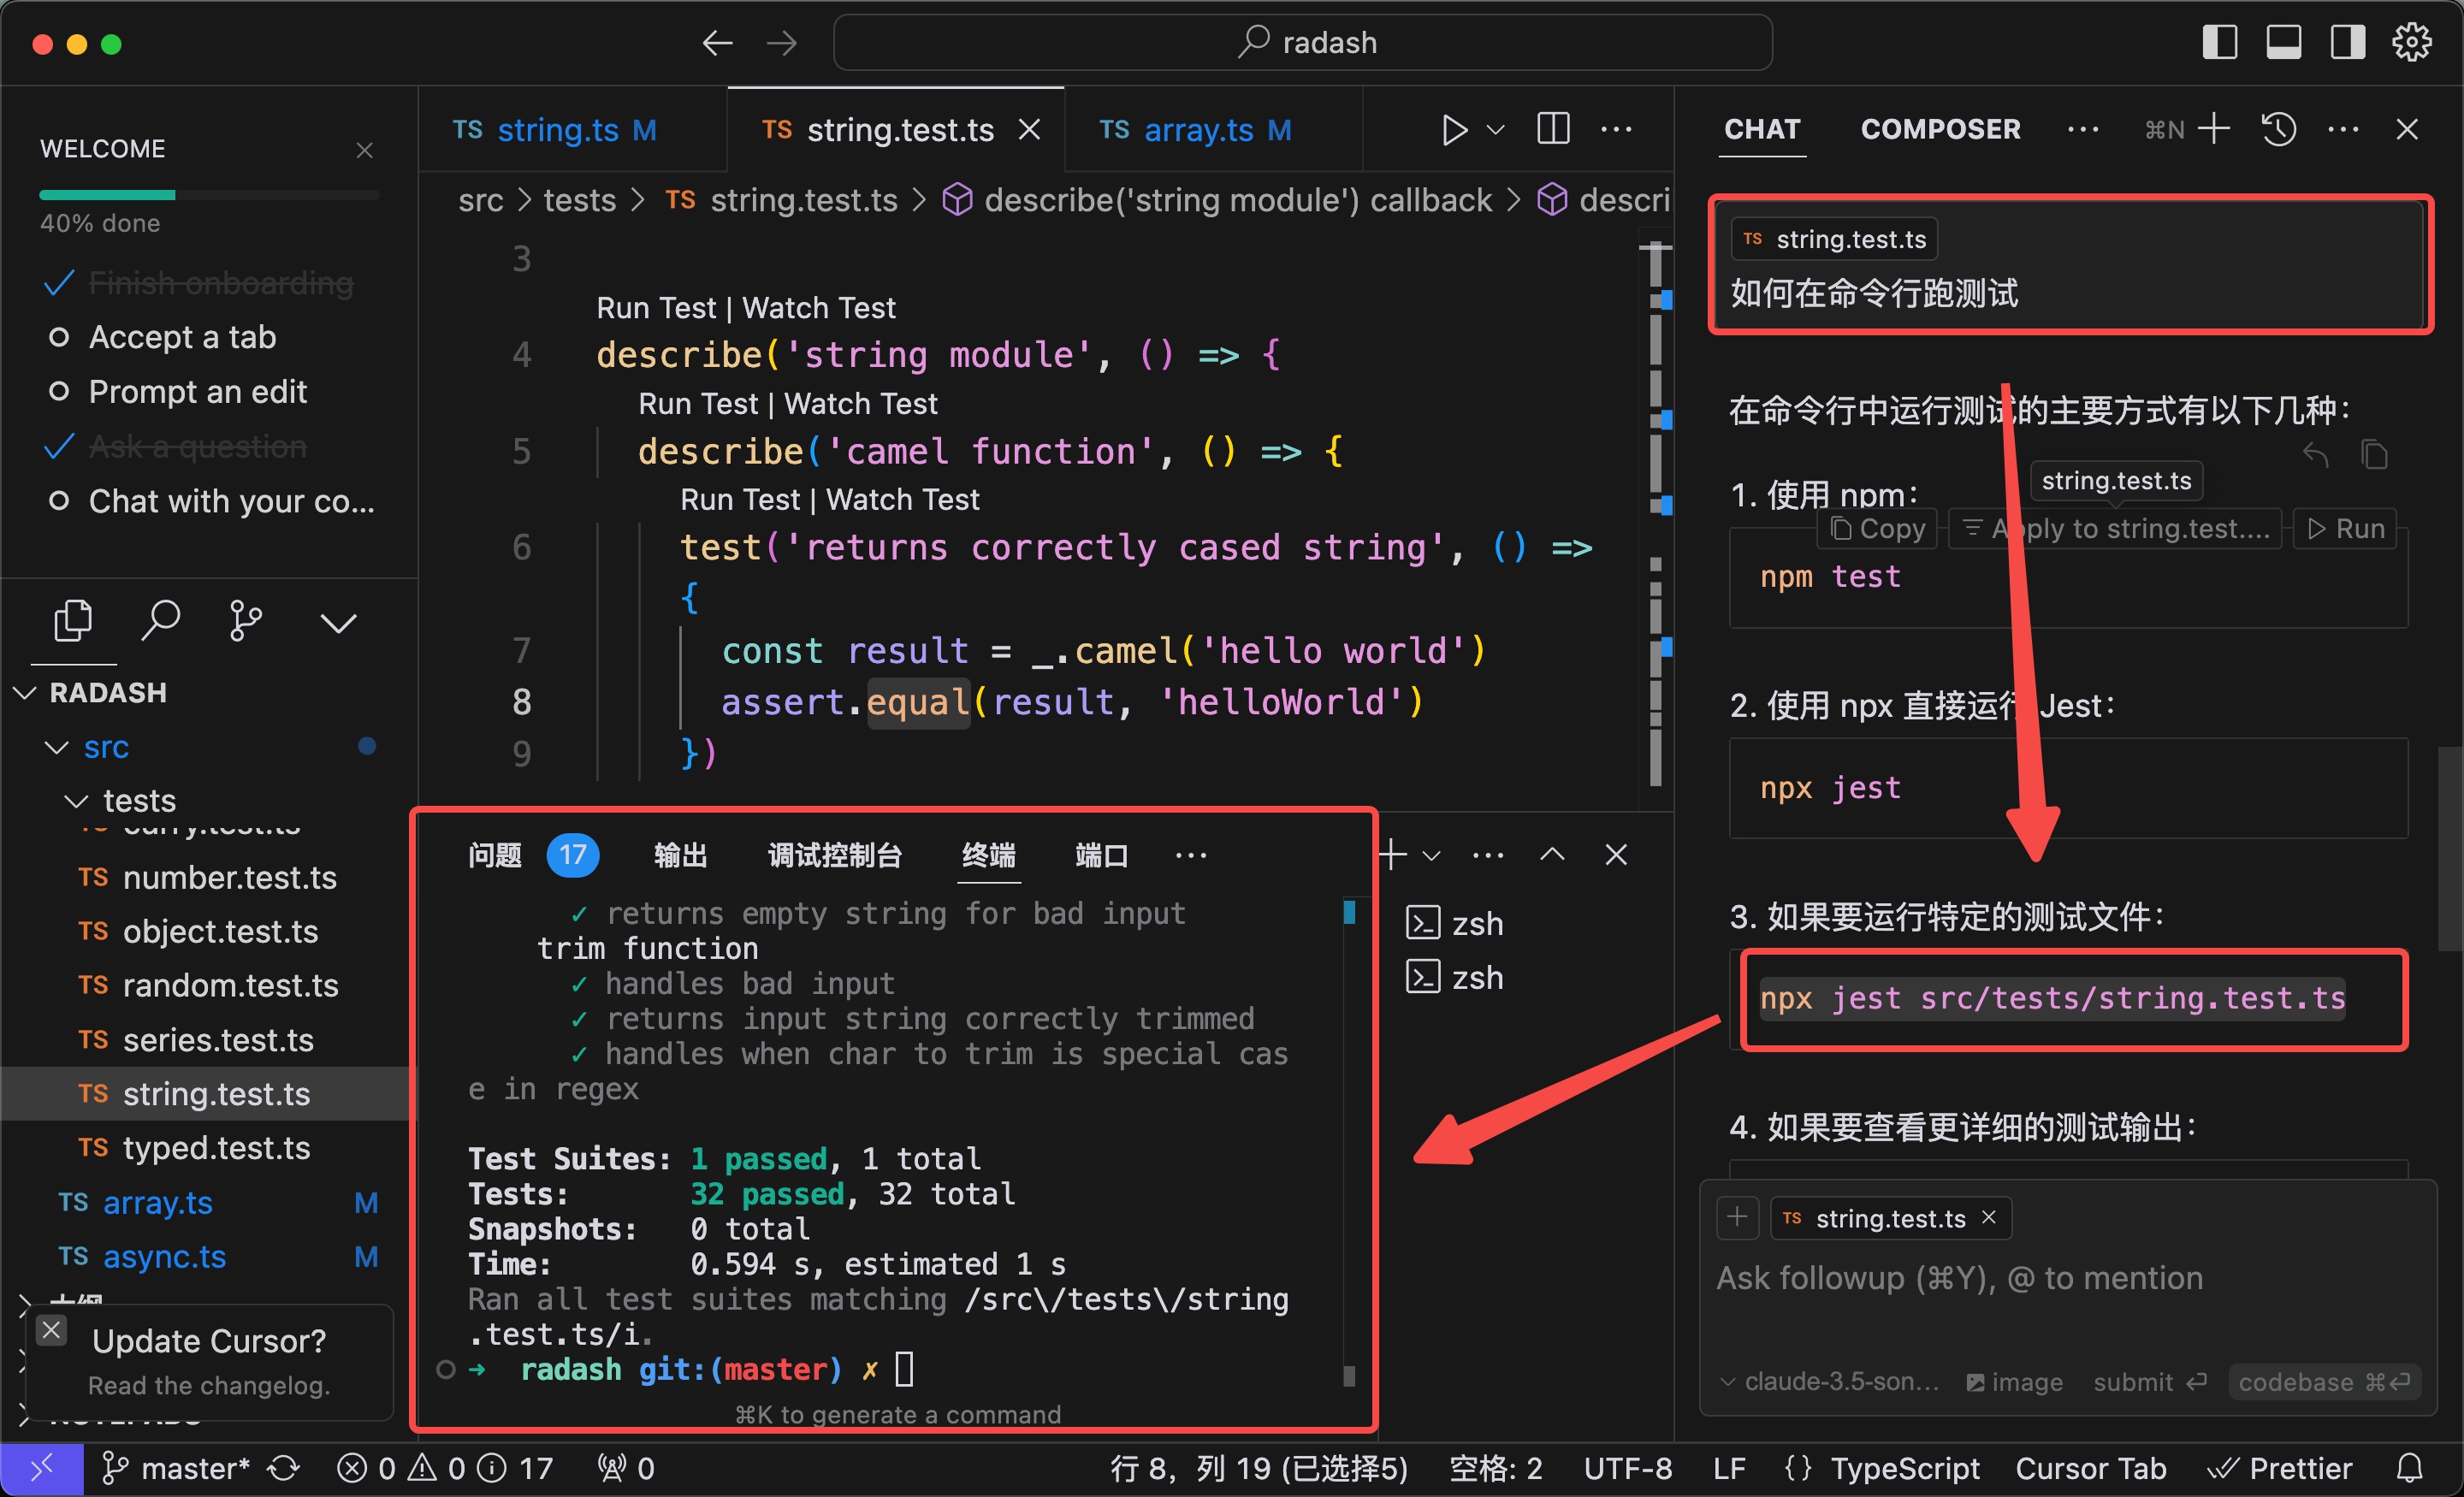 radash
WELCOME
40% done
Finish onboarding
Accept a tab
Prompt an edit
Ask a question
Chat with your co...
RADASH
src
tests
curry.test.ts
TS number.test.ts
TS object.test.ts
TS random.test.ts
TS series.test.ts
TS string.test.ts
TS typed.test.ts
TS array.ts M
TS async.ts M
大纲
Update Cursor?
Read the changelog.
NOTEPADS
TS string.ts M
TS string.test.ts
TS array.ts M
src > tests > TS string.test.ts > describe('string module') callback > descri
3
Run Test | Watch Test
4 describe('string module', () => {
Run Test | Watch Test
5 describe('camel function', () => {
Run Test | Watch Test
6 test('returns correctly cased string', () =>
{
7 const result = _.camel('hello world')
8 assert.equal(result, 'helloWorld')
9 })
问题 17 输出 调试控制台 终端 端口 ...
✓ returns empty string for bad input
trim function
✓ handles bad input
✓ returns input string correctly trimmed
✓ handles when char to trim is special cas
e in regex
Test Suites: 1 passed, 1 total
Tests: 32 passed, 32 total
Snapshots: 0 total
Time: 0.594 s, estimated 1 s
Ran all test suites matching /src\/tests\/string
.test.ts/i.
➜ radash git:(master) ✗
⌘K to generate a command
zsh
zsh
CHAT COMPOSER ... ⌘N
TS string.test.ts
如何在命令行跑测试
在命令行中运行测试的主要方式有以下几种：
string.test.ts
1. 使用 npm：
Copy
Apply to string.test....
Run
npm test
2. 使用 npx 直接运行 Jest：
npx jest
3. 如果要运行特定的测试文件：
npx jest src/tests/string.test.ts
4. 如果要查看更详细的测试输出：
TS string.test.ts
Ask followup (⌘Y), @ to mention
claude-3.5-son... image submit ⏎ codebase ⌘⏎
master* 0 0 17 0
行 8，列 19 (已选择5) 空格: 2 UTF-8 LF {} TypeScript Cursor Tab Prettier